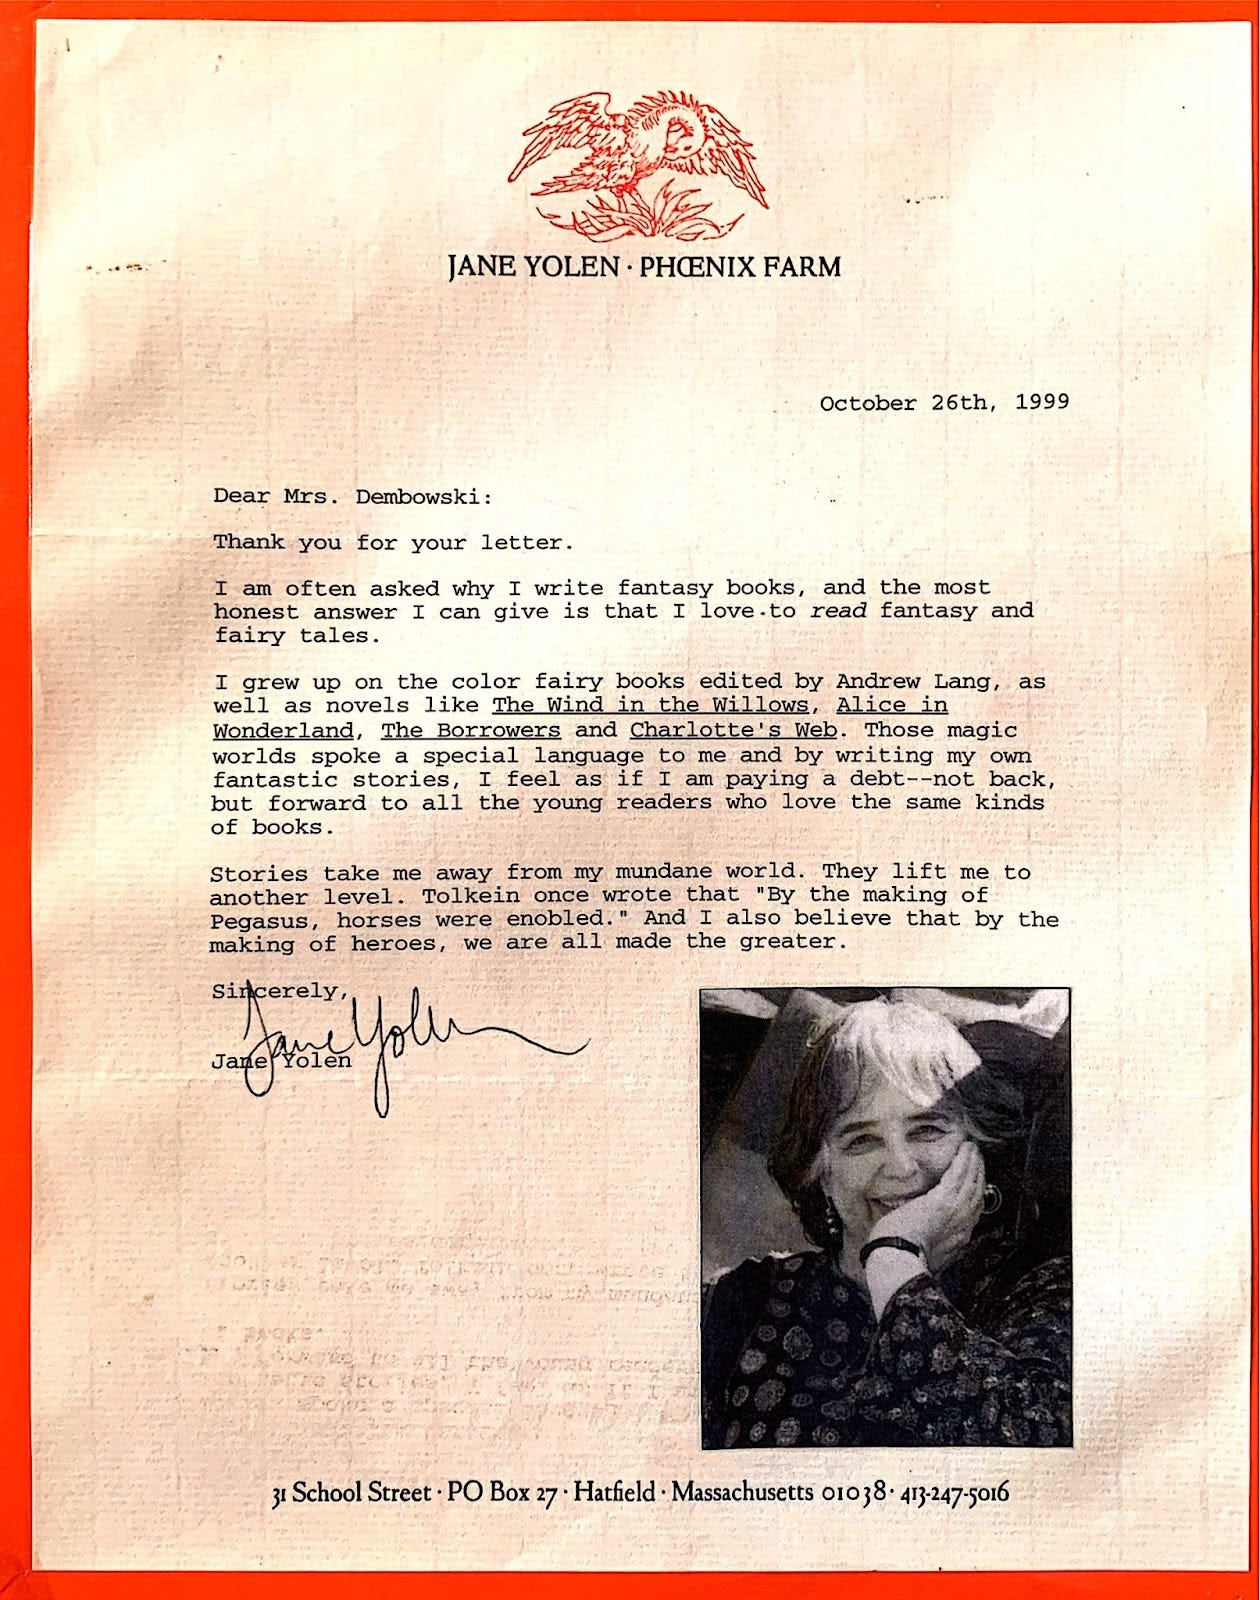 JANE YOLEN · PHŒNIX FARM
October 26th, 1999
Dear Mrs. Dembowski:
Thank you for your letter.
I am often asked why I write fantasy books, and the most
honest answer I can give is that I love to read fantasy and
fairy tales.
I grew up on the color fairy books edited by Andrew Lang, as
well as novels like The Wind in the Willows, Alice in
Wonderland, The Borrowers and Charlotte's Web. Those magic
worlds spoke a special language to me and by writing my own
fantastic stories, I feel as if I am paying a debt--not back,
but forward to all the young readers who love the same kinds
of books.
Stories take me away from my mundane world. They lift me to
another level. Tolkein once wrote that "By the making of
Pegasus, horses were enobled." And I also believe that by the
making of heroes, we are all made the greater.
Sincerely,
Jane Yolen
Jane Yolen
31 School Street · PO Box 27 · Hatfield · Massachusetts 01038 · 413-247-5016